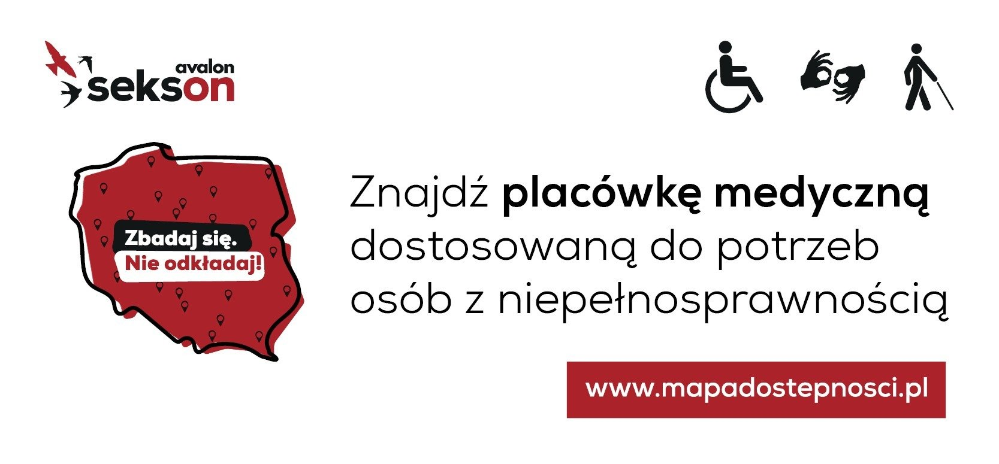 avalon
sekson
Zbadaj się.
Nie odkładaj!
Znajdź placówkę medyczną
dostosowaną do potrzeb
osób z niepełnosprawnością
www.mapadostepnosci.pl